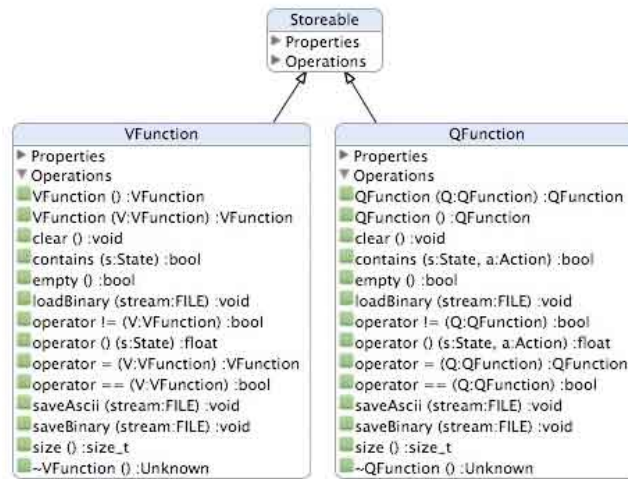 Storeable
Properties
Operations
VFunction
Properties
Operations
VFunction () :VFunction
VFunction (V:VFunction) :VFunction
clear () :void
contains (s:State) :bool
empty () :bool
loadBinary (stream:FILE) :void
operator != (V:VFunction) :bool
operator () (s:State) :float
operator = (V:VFunction) :VFunction
operator == (V:VFunction) :bool
saveAscii (stream:FILE) :void
saveBinary (stream:FILE) :void
size () :size_t
~VFunction () :Unknown
QFunction
Properties
Operations
QFunction (Q:QFunction) :QFunction
QFunction () :QFunction
clear () :void
contains (s:State, a:Action) :bool
empty () :bool
loadBinary (stream:FILE) :void
operator != (Q:QFunction) :bool
operator () (s:State, a:Action) :float
operator = (Q:QFunction) :QFunction
operator == (Q:QFunction) :bool
saveAscii (stream:FILE) :void
saveBinary (stream:FILE) :void
size () :size_t
~QFunction () :Unknown